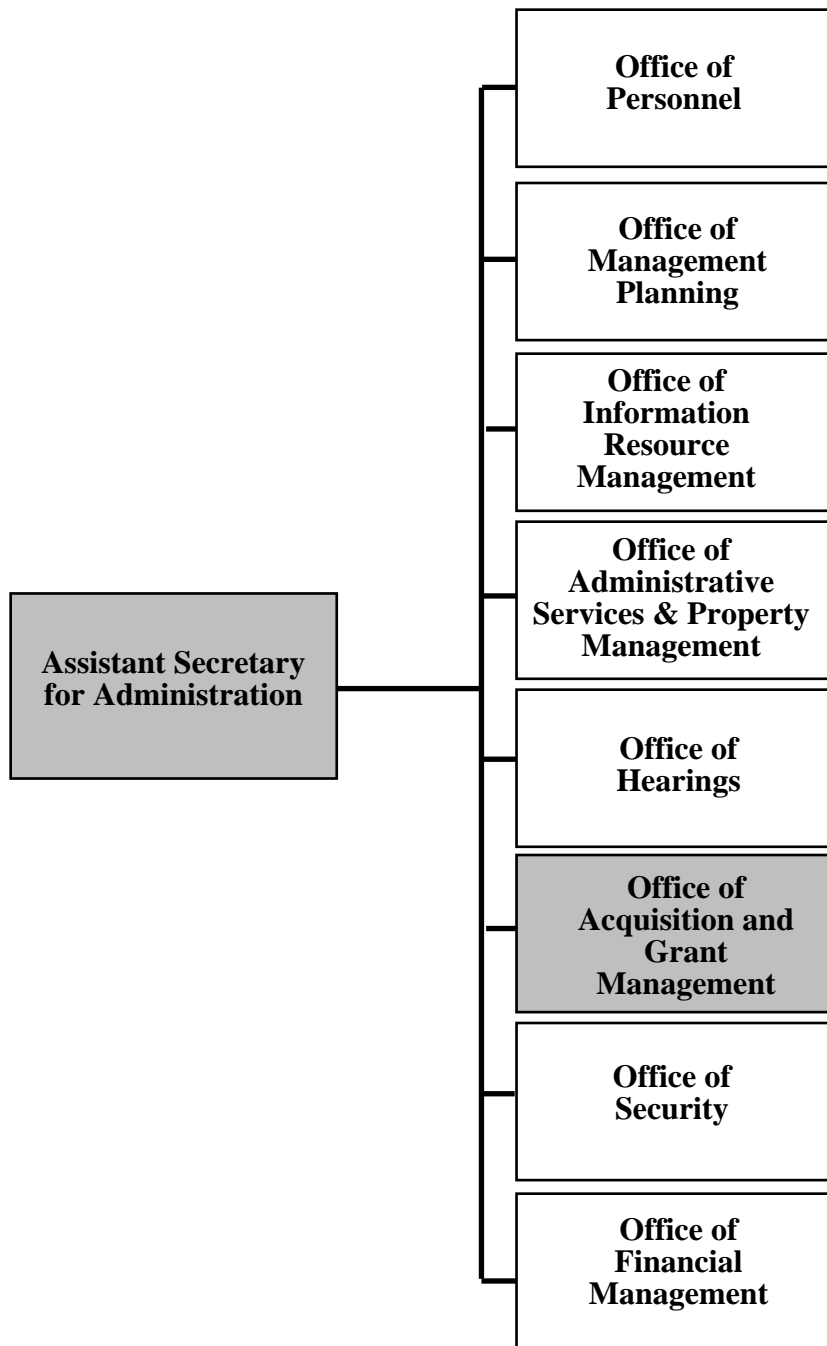 Office of
Personnel
Office of
Management
Planning
Office of
Information
Resource
Management
Office of
Administrative
Services & Property
Management
Assistant Secretary
for Administration
Office of
Hearings
Office of
Acquisition and
Grant
Management
Office of
Security
Office of
Financial
Management